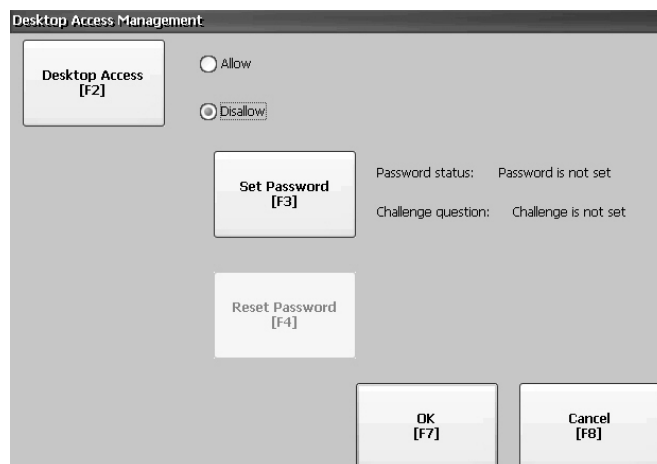 Desktop Access Management
Desktop Access
[F2]
Allow
Disallow
Set Password
[F3]
Password status: Password is not set
Challenge question: Challenge is not set
Reset Password
[F4]
OK
[F7]
Cancel
[F8]